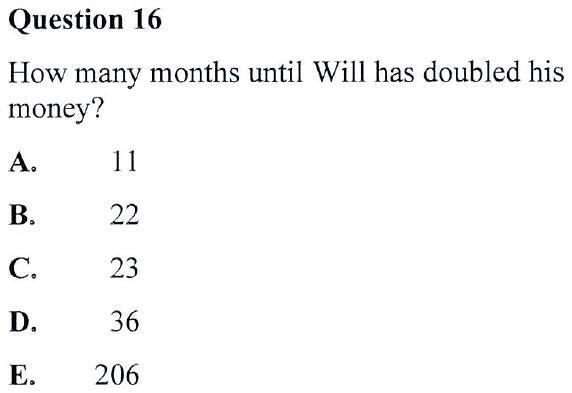 Question 16
How many months until Will has doubled his
money?
A. 11
B. 22
C. 23
D. 36
E. 206